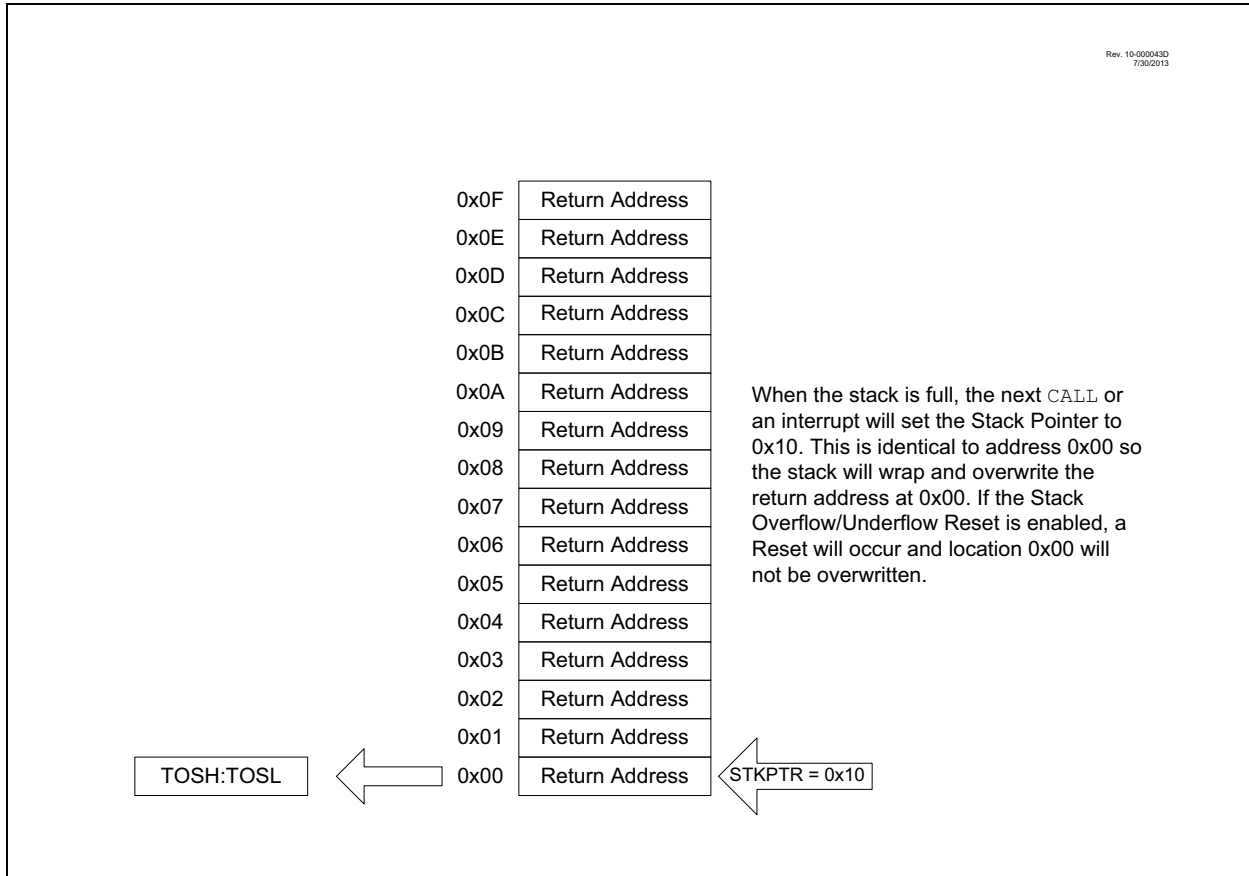 Rev. 10-000043D
7/30/2013
0x0F Return Address
0x0E Return Address
0x0D Return Address
0x0C Return Address
0x0B Return Address
0x0A Return Address
0x09 Return Address
0x08 Return Address
0x07 Return Address
0x06 Return Address
0x05 Return Address
0x04 Return Address
0x03 Return Address
0x02 Return Address
0x01 Return Address
TOSH:TOSL 0x00 Return Address STKPTR = 0x10
When the stack is full, the next CALL or
an interrupt will set the Stack Pointer to
0x10. This is identical to address 0x00 so
the stack will wrap and overwrite the
return address at 0x00. If the Stack
Overflow/Underflow Reset is enabled, a
Reset will occur and location 0x00 will
not be overwritten.